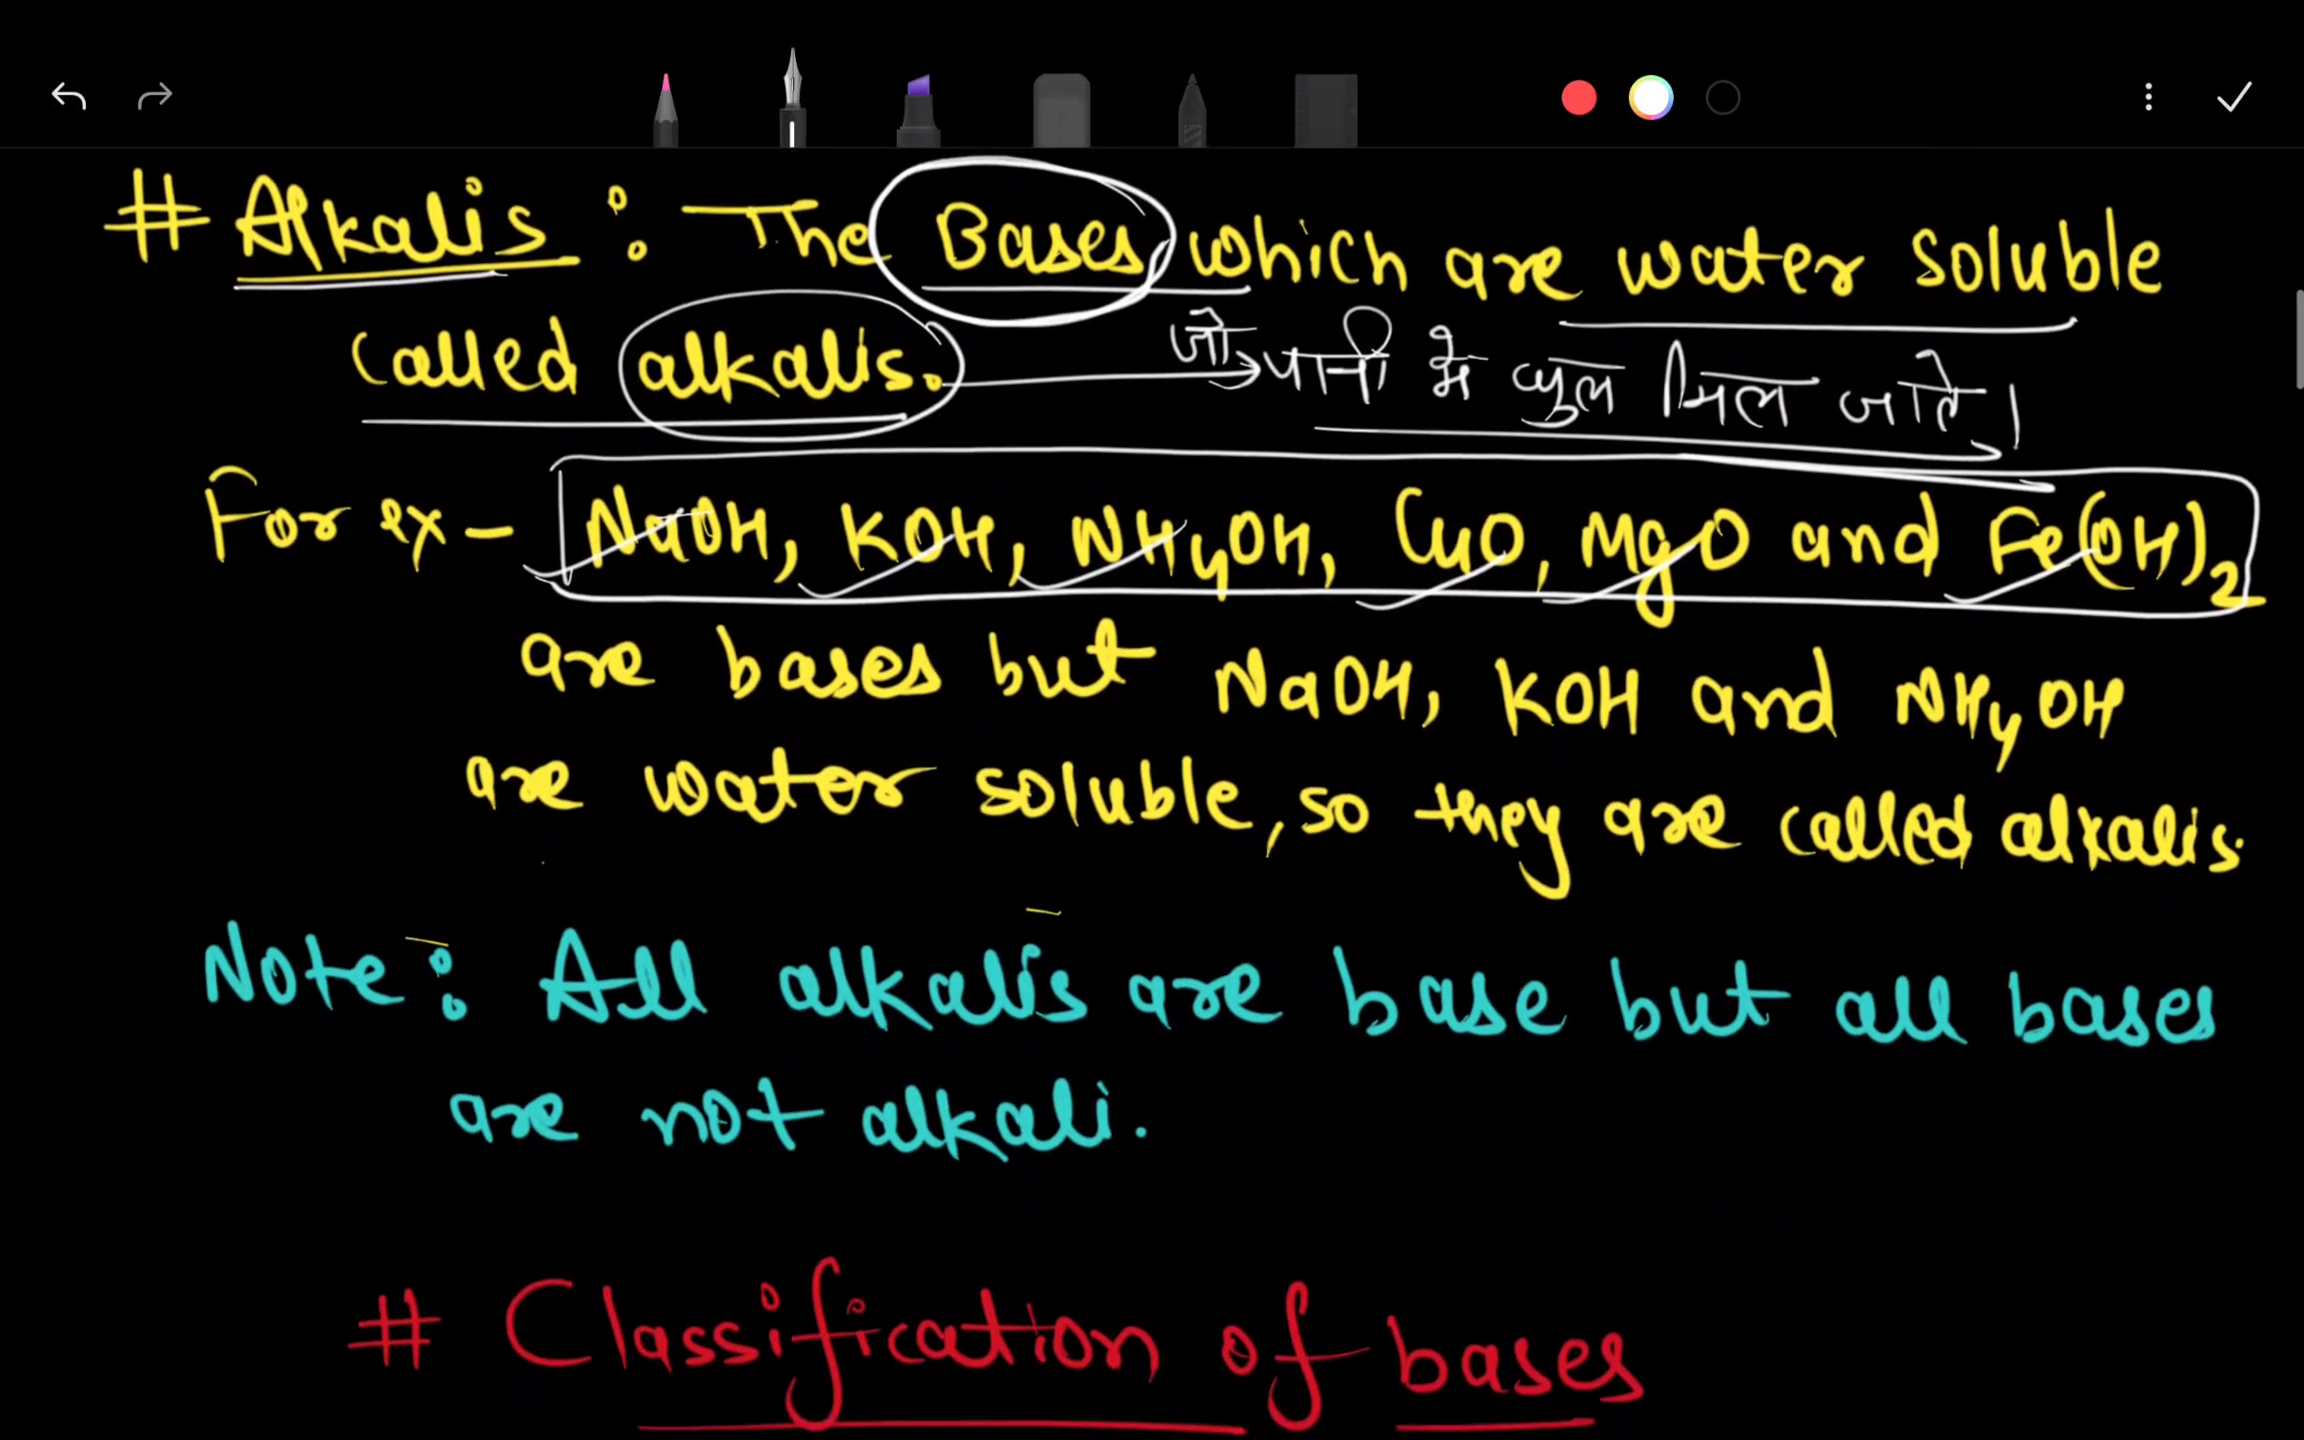 # Alkalis : The Bases which are water soluble
called alkalis. जो पानी में घुल मिल जाते।
For ex - NaOH, KOH, NH4OH, CuO, MgO and Fe(OH)2
are bases but NaOH, KOH and NH4OH
are water soluble, so they are called alkalis.
Note : All alkalis are base but all bases
are not alkali.
# Classification of bases